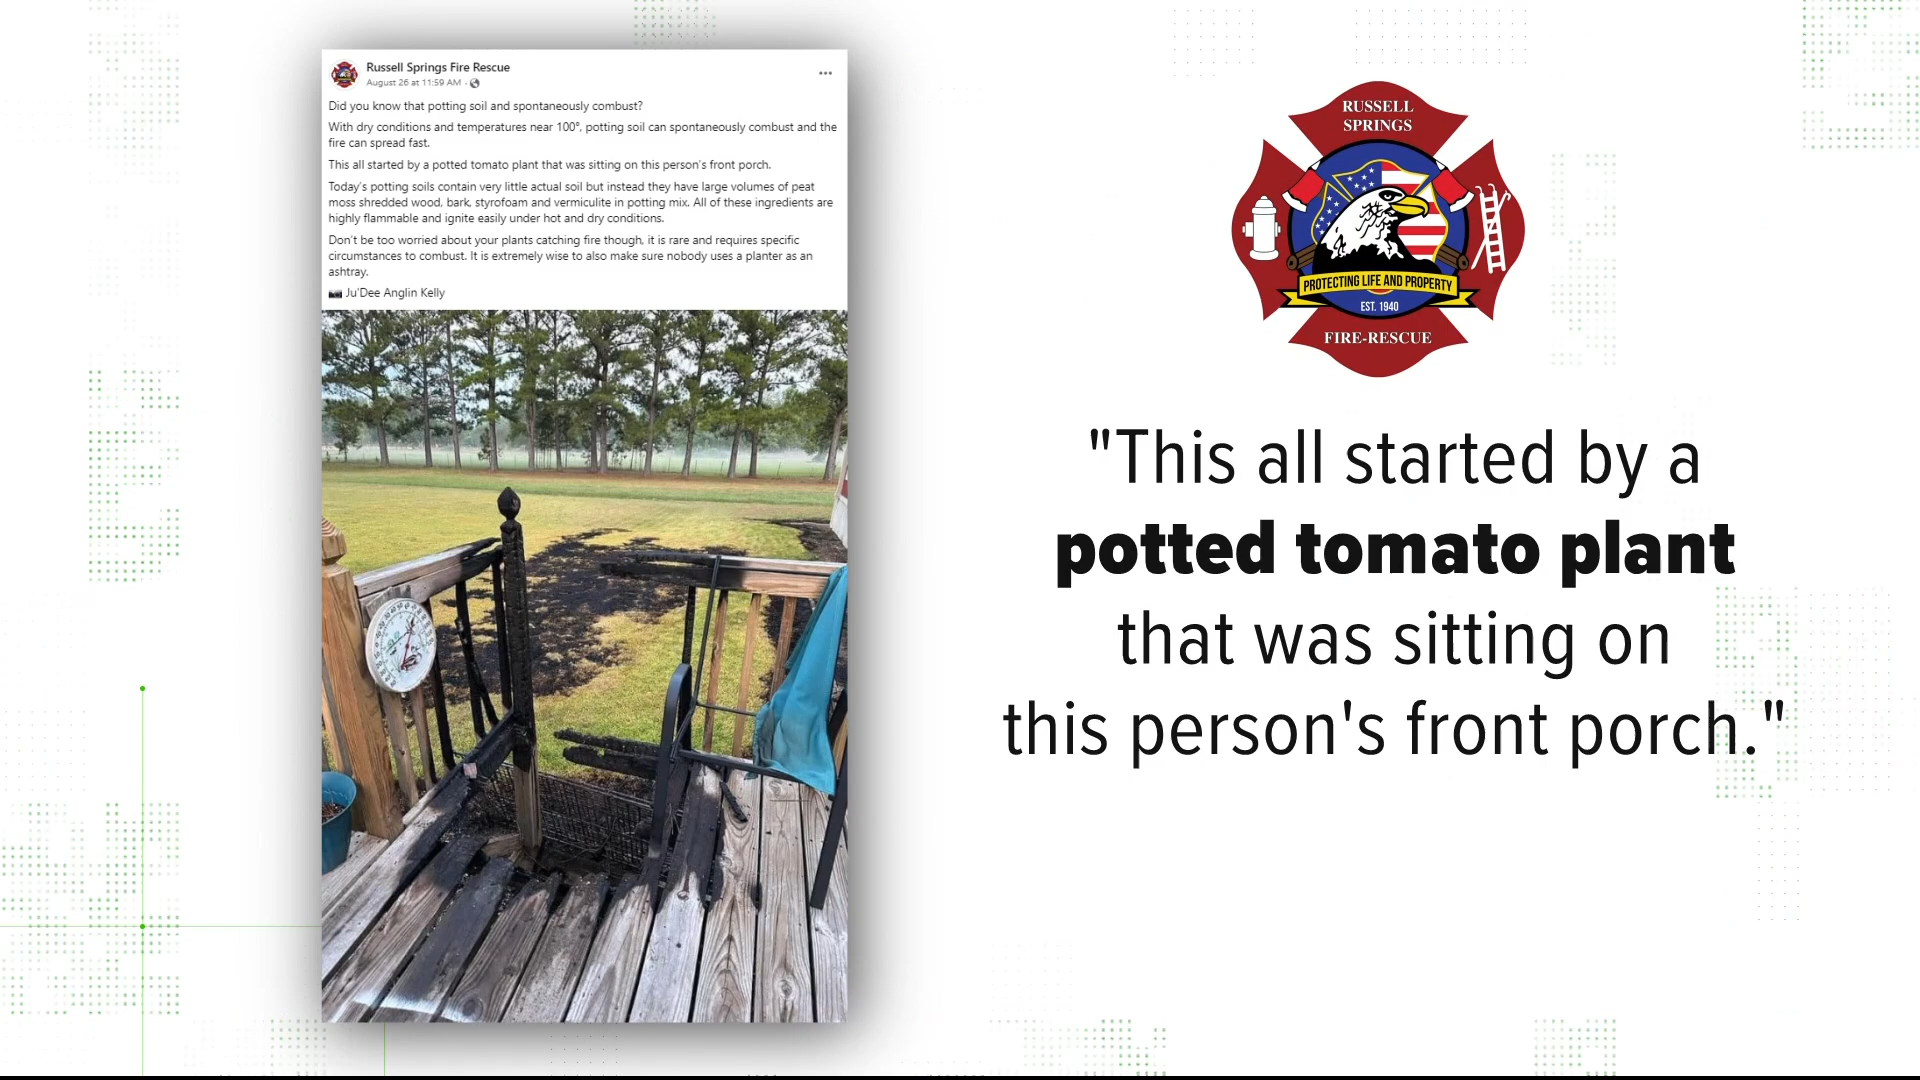 Russell Springs Fire Rescue
August 26 at 11:59 AM ·
Did you know that potting soil and spontaneously combust?
With dry conditions and temperatures near 100°, potting soil can spontaneously combust and the
fire can spread fast.
This all started by a potted tomato plant that was sitting on this person's front porch.
Today's potting soils contain very little actual soil but instead they have large volumes of peat
moss shredded wood, bark, styrofoam and vermiculite in potting mix. All of these ingredients are
highly flammable and ignite easily under hot and dry conditions.
Don't be too worried about your plants catching fire though, it is rare and requires specific
circumstances to combust. It is extremely wise to also make sure nobody uses a planter as an
ashtray.
Ju'Dee Anglin Kelly
RUSSELL
SPRINGS
PROTECTING LIFE AND PROPERTY
EST. 1940
FIRE-RESCUE
"This all started by a
potted tomato plant
that was sitting on
this person's front porch."